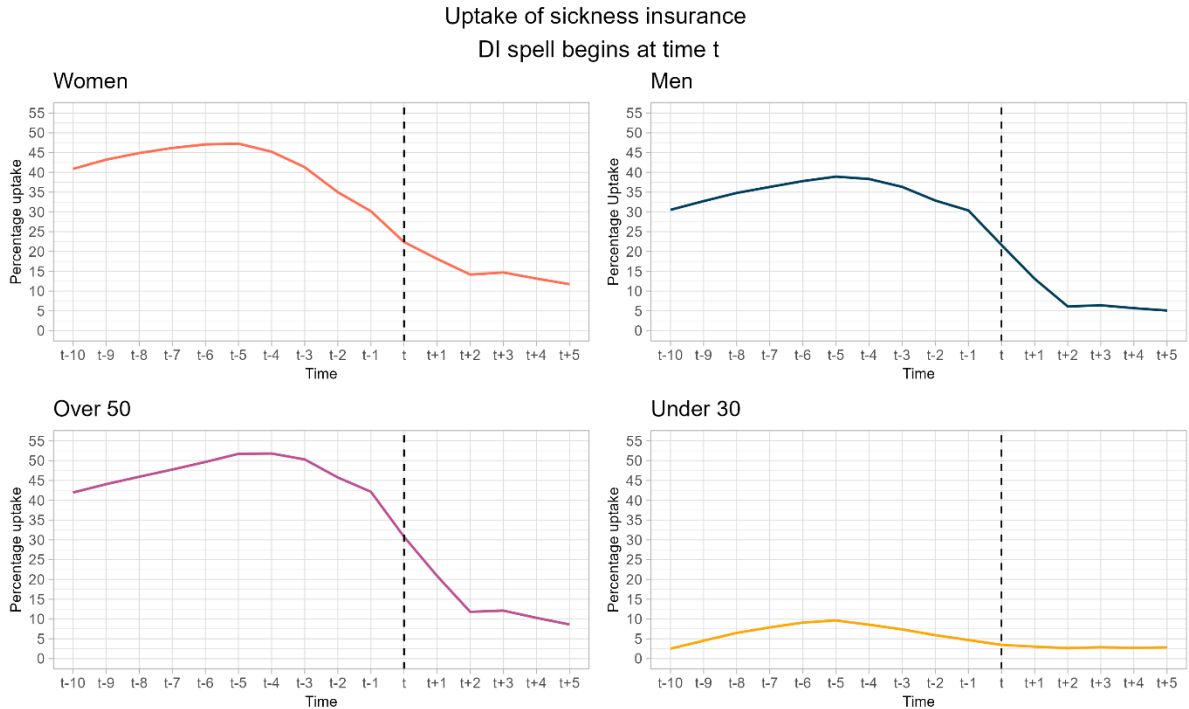 Uptake of sickness insurance
DI spell begins at time t
Women
Percentage uptake
55
50
45
40
35
30
25
20
15
10
5
0
t-10 t-9 t-8 t-7 t-6 t-5 t-4 t-3 t-2 t-1 t t+1 t+2 t+3 t+4 t+5
Time
Men
Percentage Uptake
55
50
45
40
35
30
25
20
15
10
5
0
t-10 t-9 t-8 t-7 t-6 t-5 t-4 t-3 t-2 t-1 t t+1 t+2 t+3 t+4 t+5
Time
Over 50
Percentage uptake
55
50
45
40
35
30
25
20
15
10
5
0
t-10 t-9 t-8 t-7 t-6 t-5 t-4 t-3 t-2 t-1 t t+1 t+2 t+3 t+4 t+5
Time
Under 30
Percentage uptake
55
50
45
40
35
30
25
20
15
10
5
0
t-10 t-9 t-8 t-7 t-6 t-5 t-4 t-3 t-2 t-1 t t+1 t+2 t+3 t+4 t+5
Time